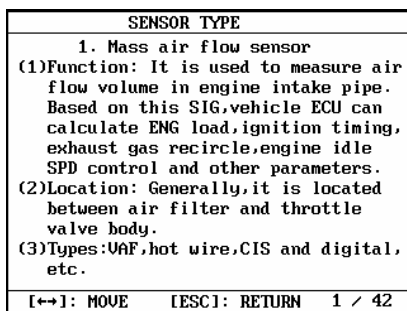 SENSOR TYPE
1. Mass air flow sensor
(1)Function: It is used to measure air
flow volume in engine intake pipe.
Based on this SIG,vehicle ECU can
calculate ENG load,ignition timing,
exhaust gas recircle,engine idle
SPD control and other parameters.
(2)Location: Generally,it is located
between air filter and throttle
valve body.
(3)Types:VAF,hot wire,CIS and digital,
etc.
[←→]: MOVE [ESC]: RETURN 1 / 42